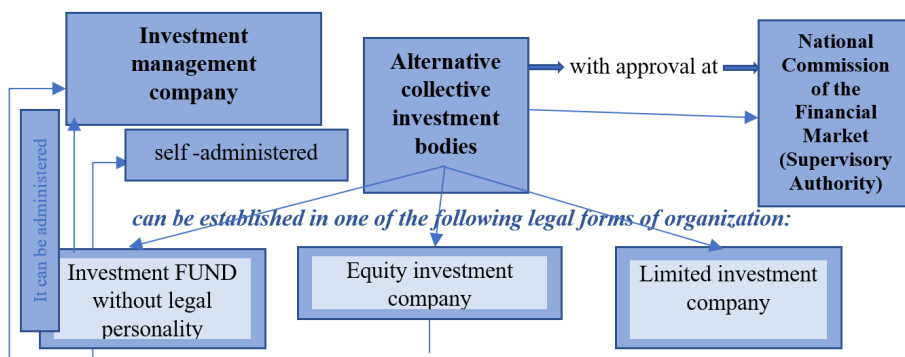 Investment
management
company
Alternative
collective
investment
bodies
with approval at
National
Commission
of the
Financial
Market
(Supervisory
Authority)
It can be administered
self -administered
can be established in one of the following legal forms of organization:
Investment FUND
without legal
personality
Equity investment
company
Limited investment
company